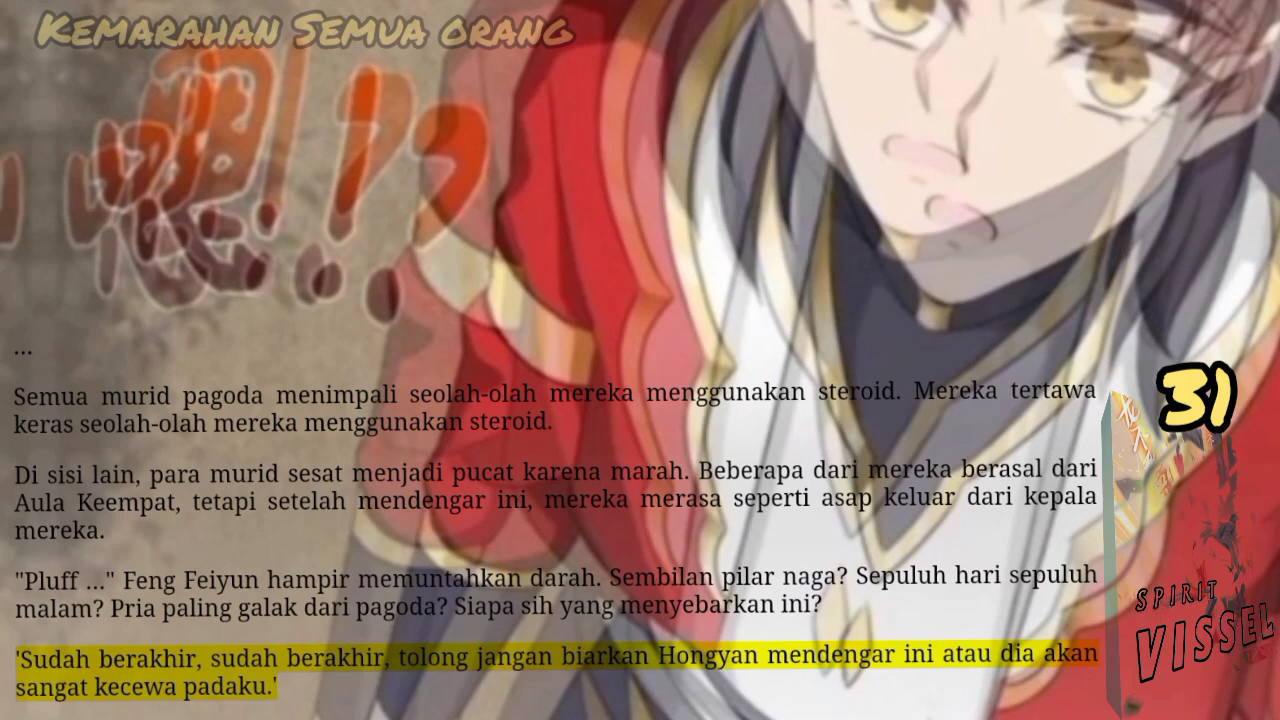 Kemarahan Semua orang
嗯!?
...
Semua murid pagoda menimpali seolah-olah mereka menggunakan steroid. Mereka tertawa
keras seolah-olah mereka menggunakan steroid.
Di sisi lain, para murid sesat menjadi pucat karena marah. Beberapa dari mereka berasal dari
Aula Keempat, tetapi setelah mendengar ini, mereka merasa seperti asap keluar dari kepala
mereka.
"Pluff ..." Feng Feiyun hampir memuntahkan darah. Sembilan pilar naga? Sepuluh hari sepuluh
malam? Pria paling galak dari pagoda? Siapa sih yang menyebarkan ini?
'Sudah berakhir, sudah berakhir, tolong jangan biarkan Hongyan mendengar ini atau dia akan
sangat kecewa padaku.'
31
SPIRIT
VISSEL